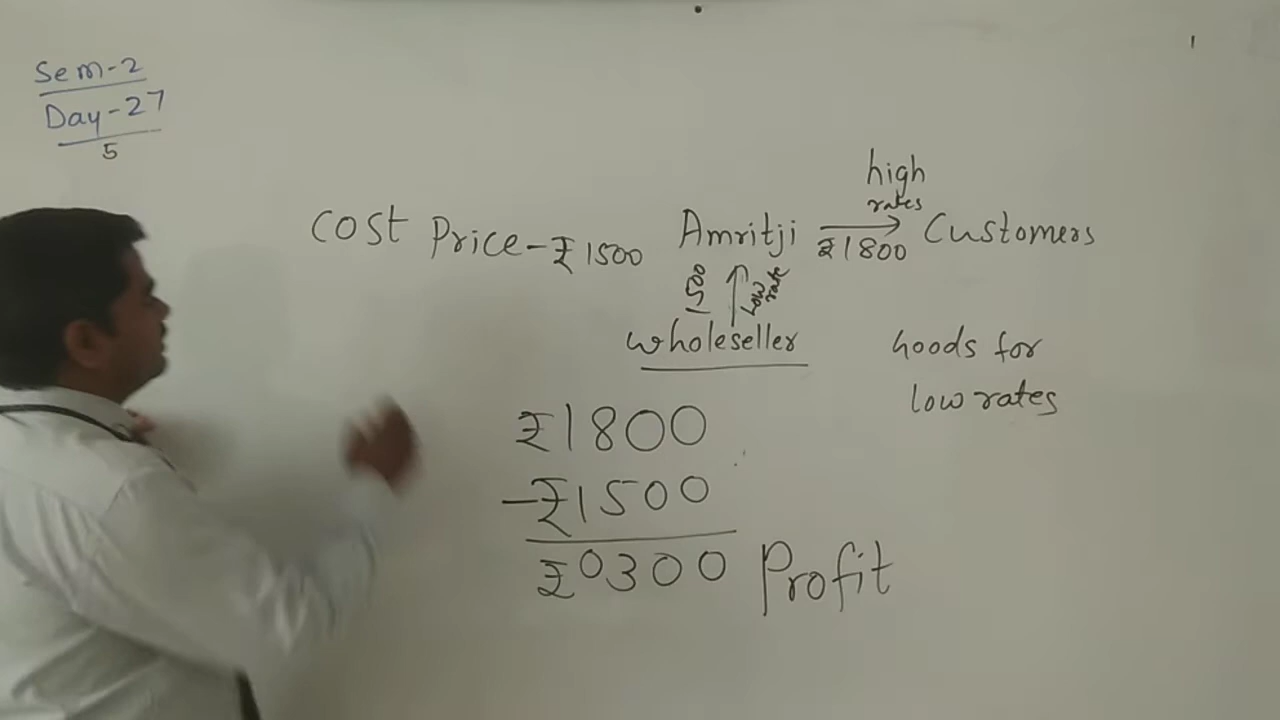 Sem-2
Day-27
5
high
rates
Cost Price-₹1500 Amritji → Customers
₹1800
1500 ↑ low rate
wholeseller
Goods for
low rates
₹1800
-₹1500
₹0300 Profit